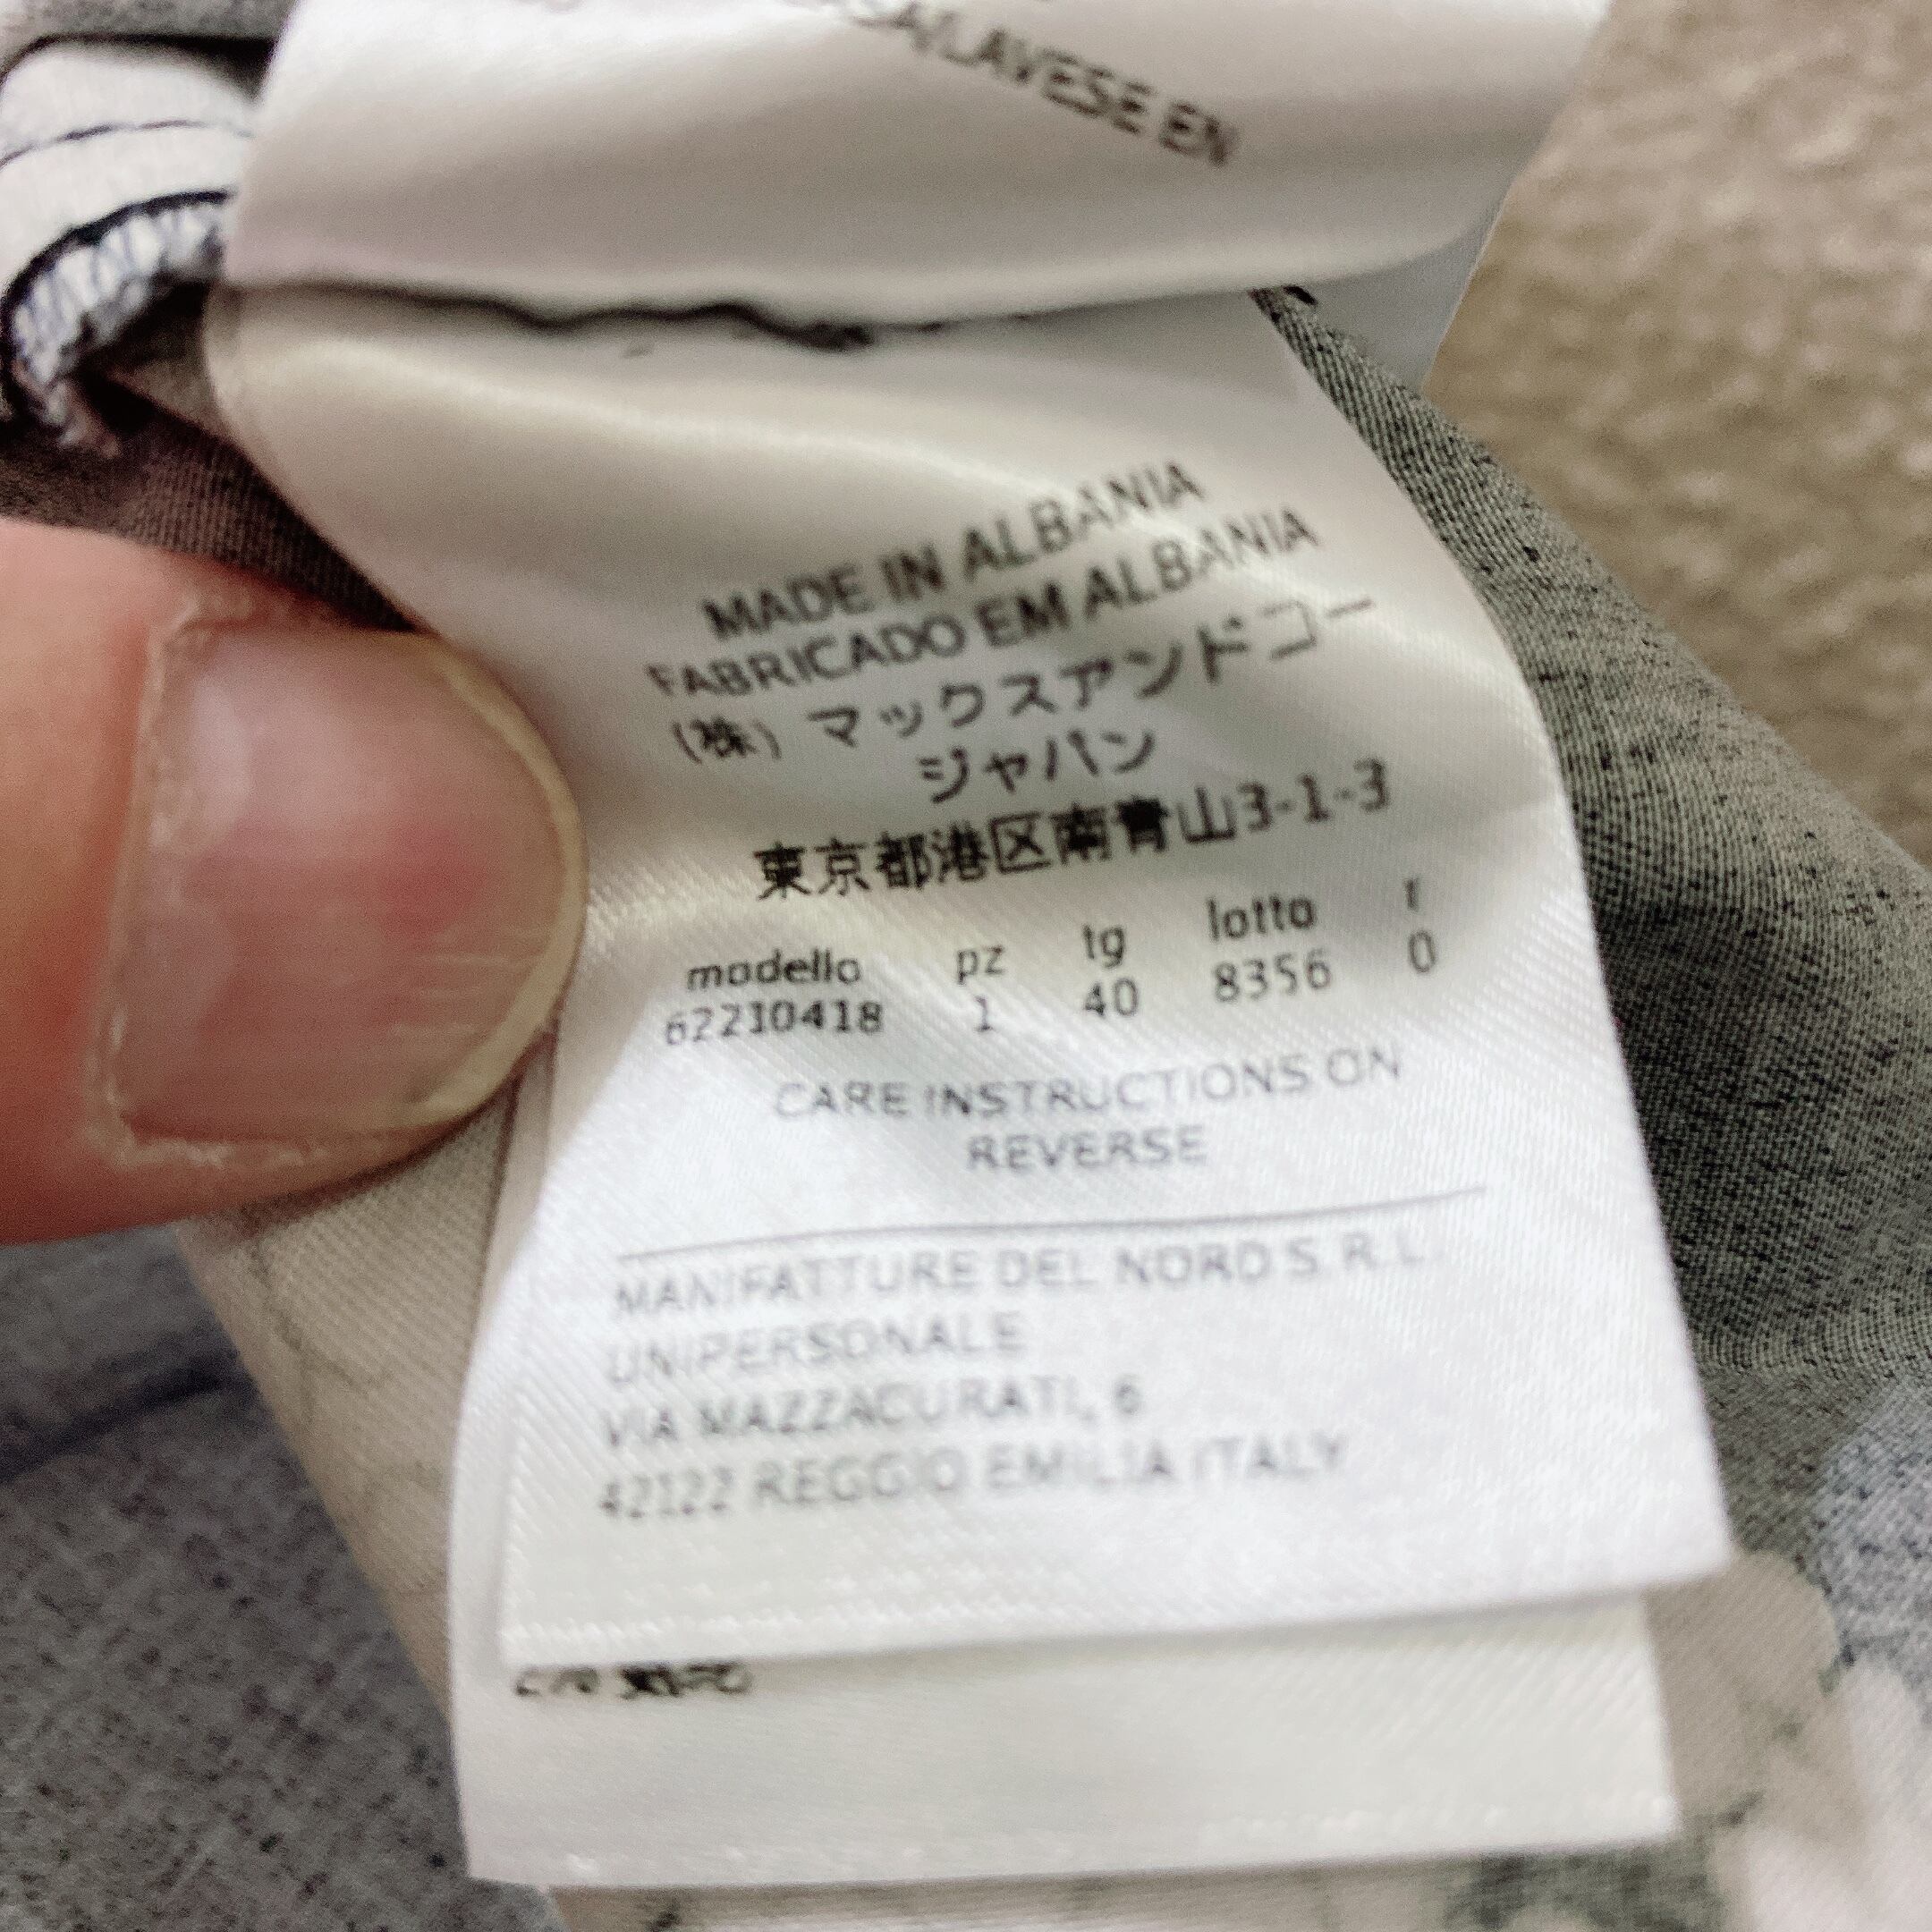 LAVESE EN
MADE IN ALBANIA
FABRICADO EM ALBANIA
(株) マックスアンドコー
ジャパン
東京都港区南青山3-1-3
modello pz tg lotto r
62210418 1 40 8356 0
CARE INSTRUCTIONS ON
REVERSE
MANIFATTURE DEL NORD S.R.L.
UNIPERSONALE
VIA MAZZACURATI, 6
42122 REGGIO EMILIA ITALY